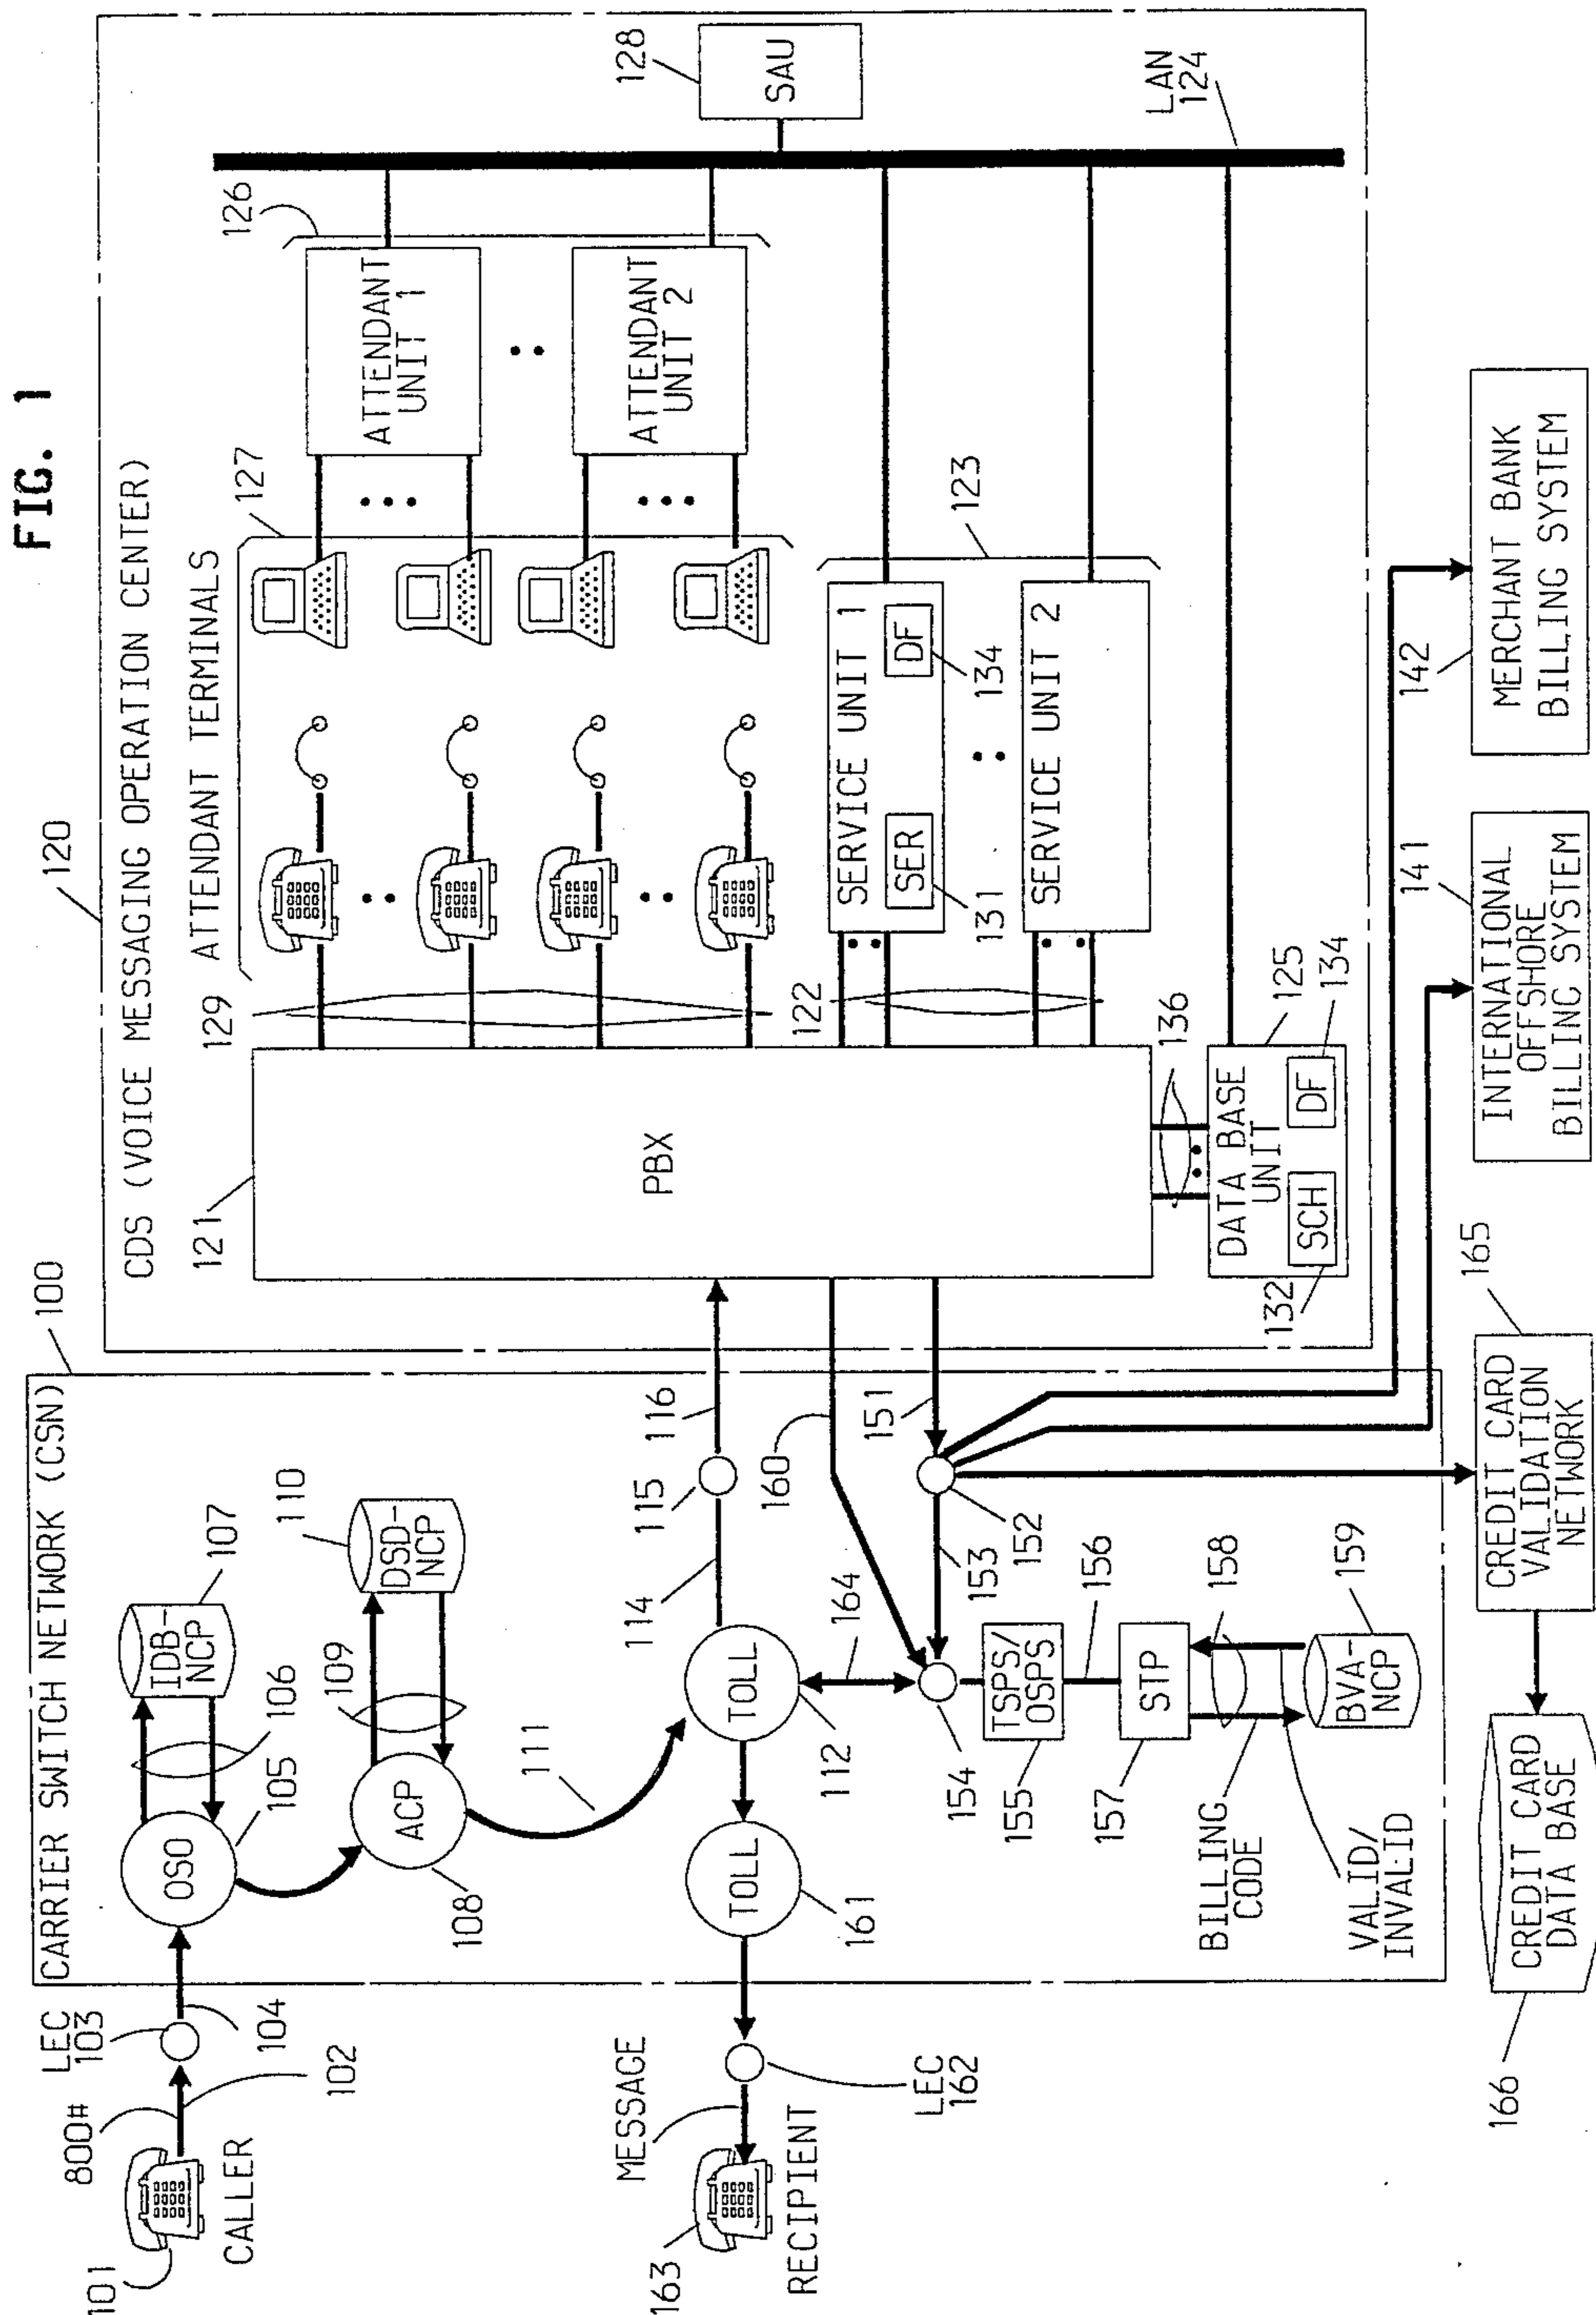 FIG. 1
120
CDS (VOICE MESSAGING OPERATION CENTER)
129 ATTENDANT TERMINALS
127
126
ATTENDANT
UNIT 1
ATTENDANT
UNIT 2
128
SAU
LAN
124
121
PBX
122
SERVICE UNIT 1
SER
DF
131
134
123
SERVICE UNIT 2
136
125
DATA BASE
UNIT
SCH
DF
132
134
100
CARRIER SWITCH NETWORK (CSN)
101
CALLER
800#
102
LEC
103
104
OSO
105
106
IDB-
NCP
107
ACP
108
109
DSD-
NCP
110
111
TOLL
112
114
115
116
TOLL
161
LEC
162
MESSAGE
163
RECIPIENT
164
160
151
152
153
154
TSPS/
OSPS
155
156
STP
157
158
BVA-
NCP
159
BILLING
CODE
VALID/
INVALID
166
CREDIT CARD
DATA BASE
165
CREDIT CARD
VALIDATION
NETWORK
141
INTERNATIONAL
OFFSHORE
BILLING SYSTEM
142
MERCHANT BANK
BILLING SYSTEM